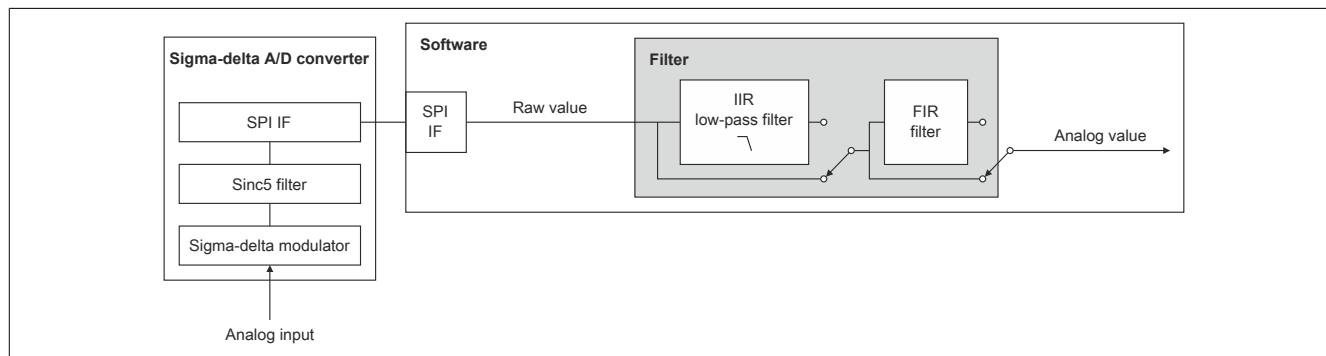 Sigma-delta A/D converter
SPI IF
Sinc5 filter
Sigma-delta modulator
Analog input
Software
SPI
IF
Raw value
Filter
IIR
low-pass filter
FIR
filter
Analog value